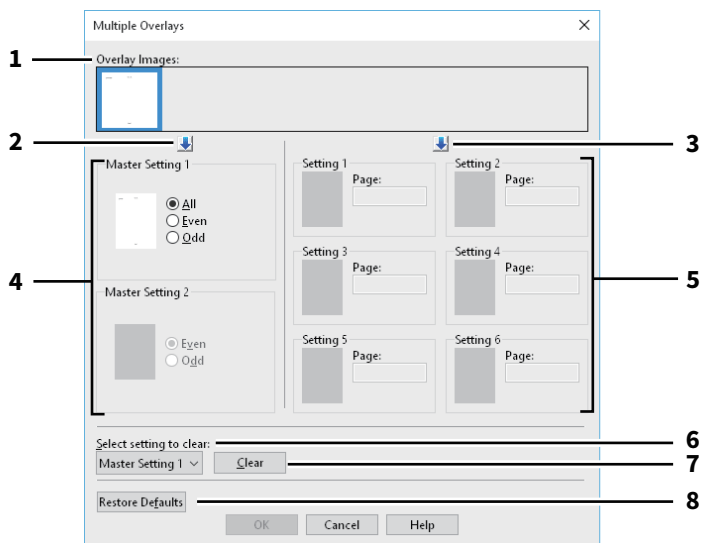 Multiple Overlays
1
Overlay Images:
2
3
Master Setting 1
All
Even
Odd
Setting 1
Page:
Setting 2
Page:
Setting 3
Page:
Setting 4
Page:
4
5
Master Setting 2
Even
Odd
Setting 5
Page:
Setting 6
Page:
Select setting to clear:
6
Master Setting 1
Clear
7
Restore Defaults
8
OK
Cancel
Help